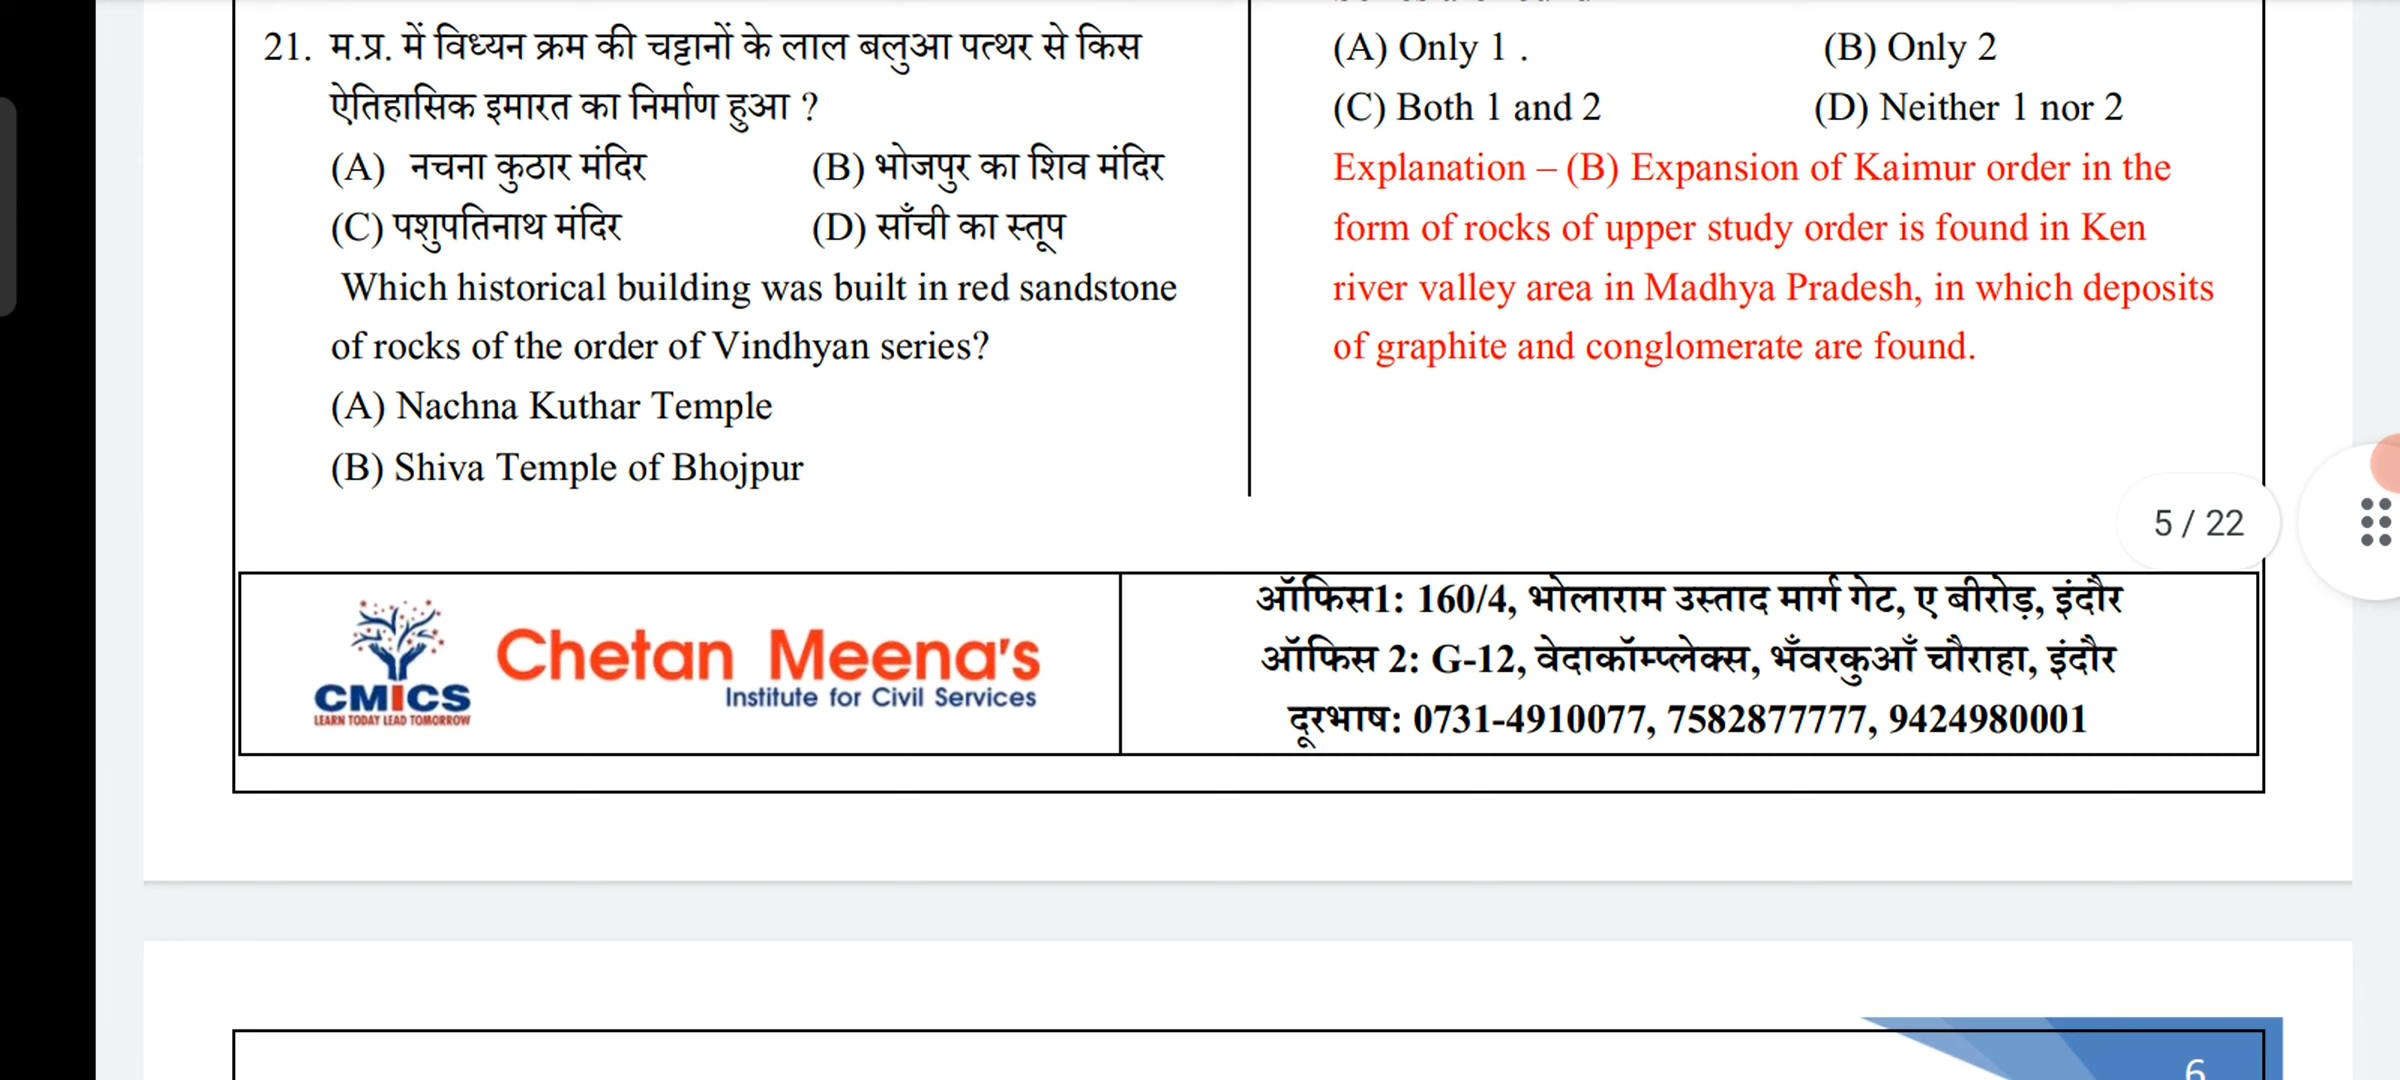 21. म.प्र. में विध्यन क्रम की चट्टानों के लाल बलुआ पत्थर से किस
ऐतिहासिक इमारत का निर्माण हुआ ?
(A) नचना कुठार मंदिर (B) भोजपुर का शिव मंदिर
(C) पशुपतिनाथ मंदिर (D) साँची का स्तूप
Which historical building was built in red sandstone
of rocks of the order of Vindhyan series?
(A) Nachna Kuthar Temple
(B) Shiva Temple of Bhojpur
(A) Only 1 . (B) Only 2
(C) Both 1 and 2 (D) Neither 1 nor 2
Explanation – (B) Expansion of Kaimur order in the
form of rocks of upper study order is found in Ken
river valley area in Madhya Pradesh, in which deposits
of graphite and conglomerate are found.
5 / 22
CMICS
LEARN TODAY LEAD TOMORROW
Chetan Meena's
Institute for Civil Services
ऑफिस1: 160/4, भोलाराम उस्ताद मार्ग गेट, ए बीरोड़, इंदौर
ऑफिस 2: G-12, वेदाकॉम्प्लेक्स, भँवरकुआँ चौराहा, इंदौर
दूरभाष: 0731-4910077, 7582877777, 9424980001
6